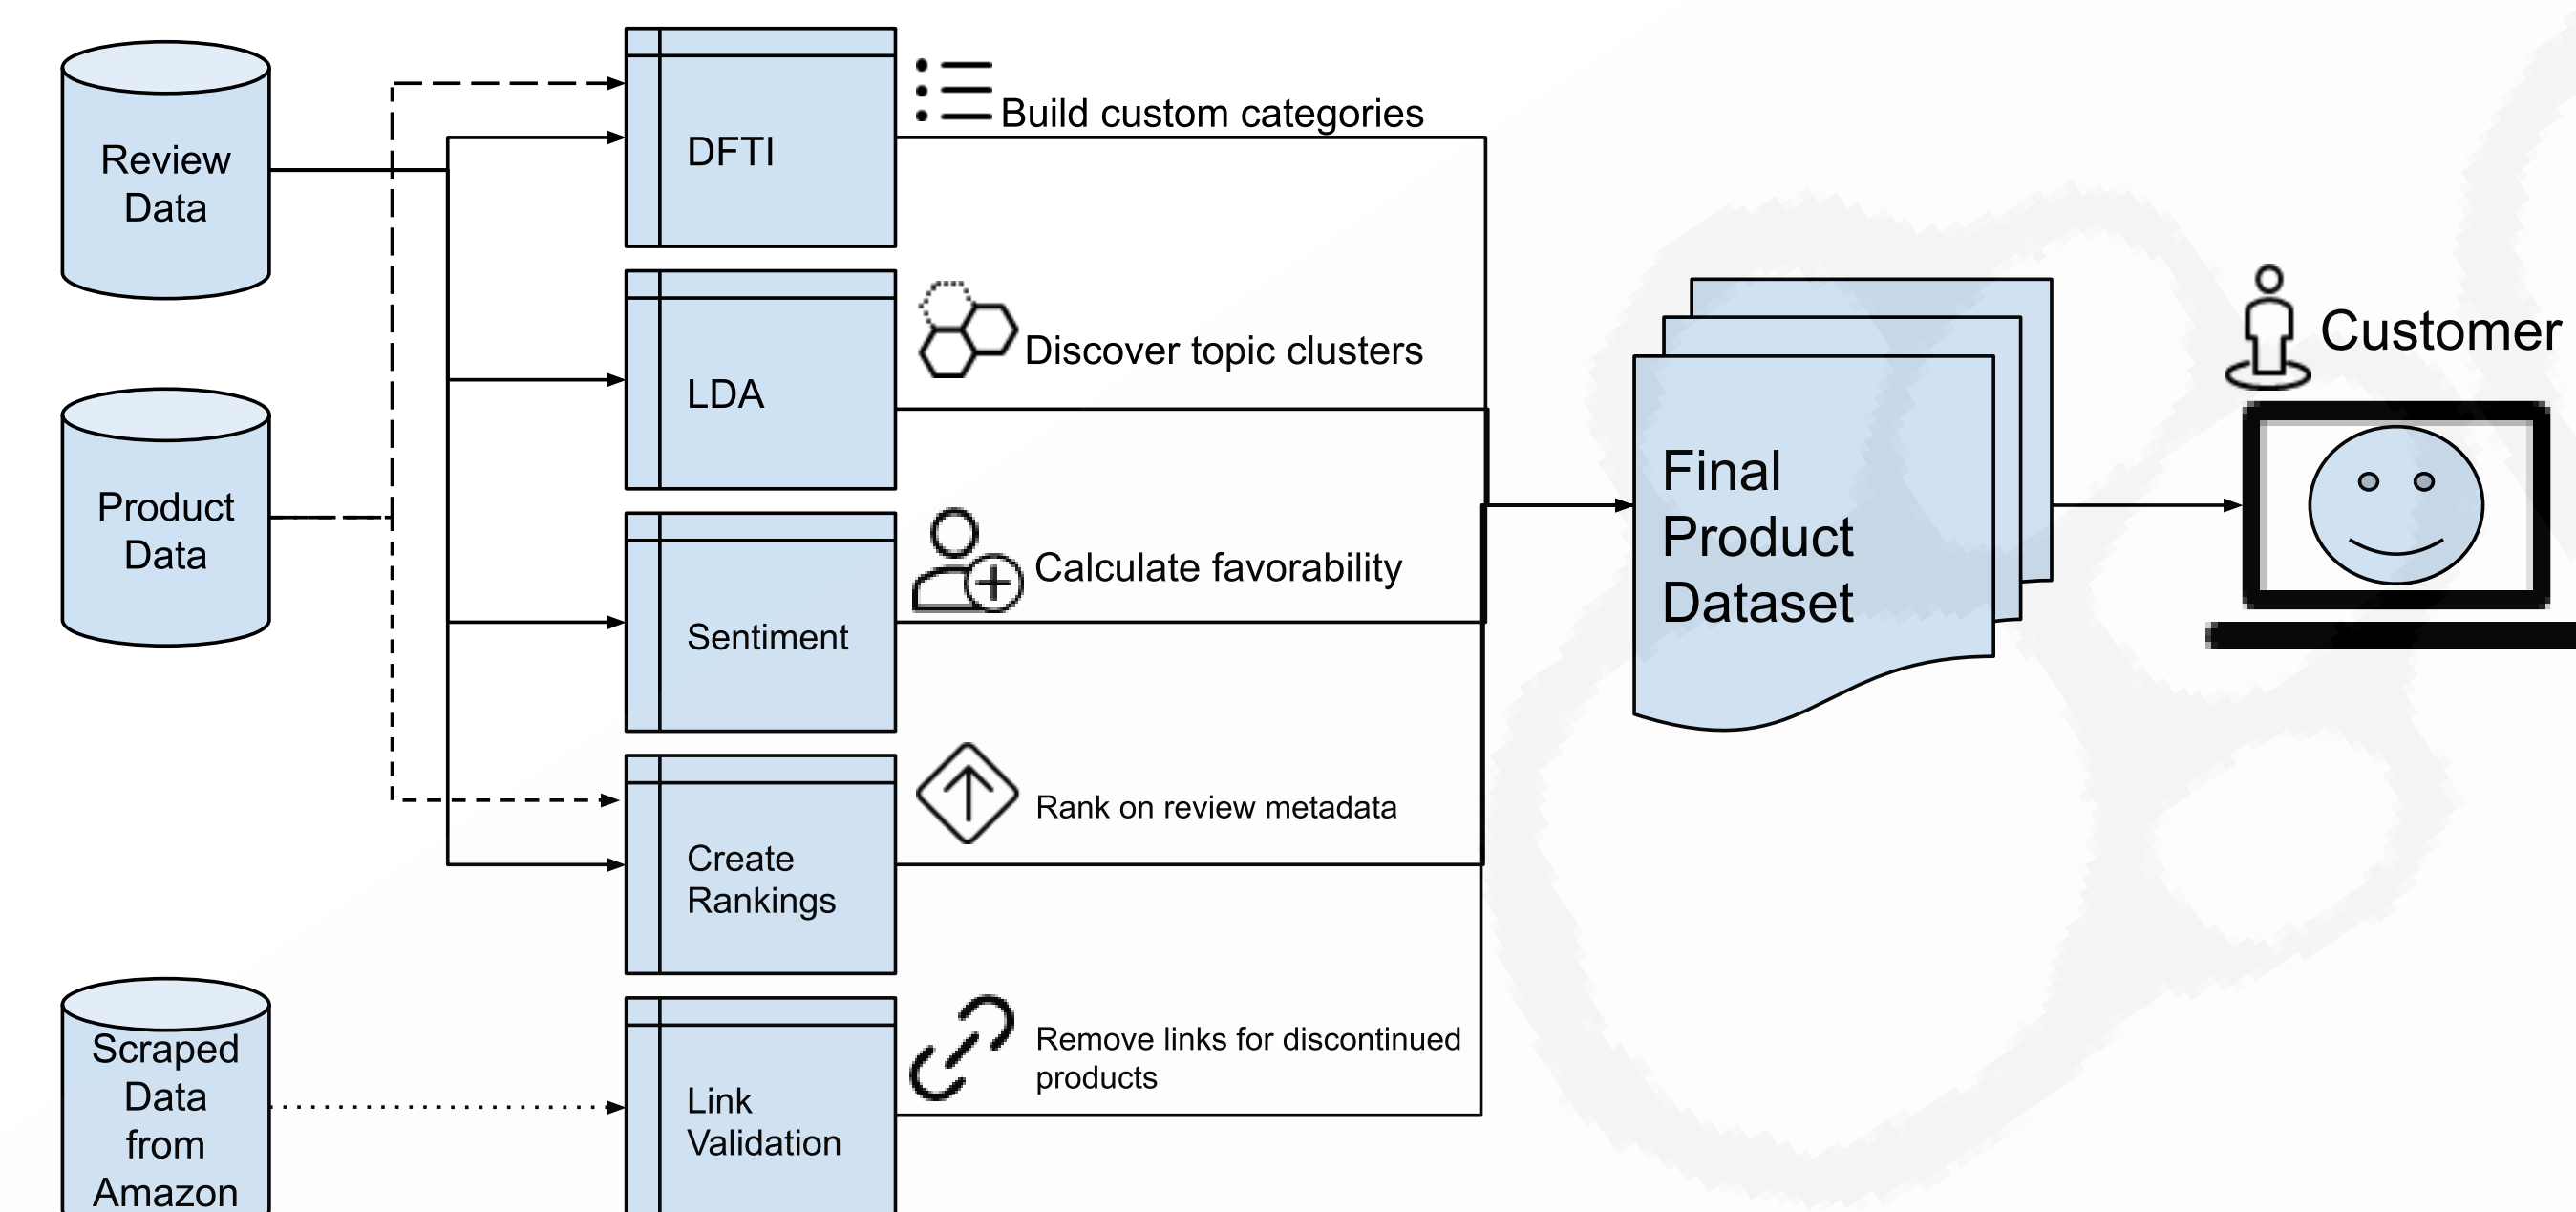 Review
Data
Product
Data
Scraped
Data
from
Amazon
DFTI
Build custom categories
LDA
Discover topic clusters
Sentiment
Calculate favorability
Create
Rankings
Rank on review metadata
Link
Validation
Remove links for discontinued
products
Final
Product
Dataset
Customer